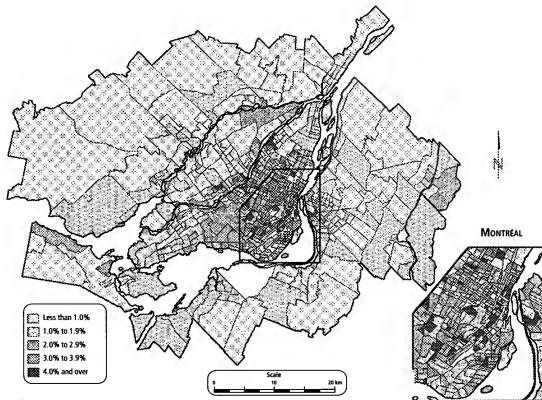 MONTRÉAL
Less than 1.0%
1.0% to 1.9%
2.0% to 2.9%
3.0% to 3.9%
4.0% and over
Scale
0 10 20 km